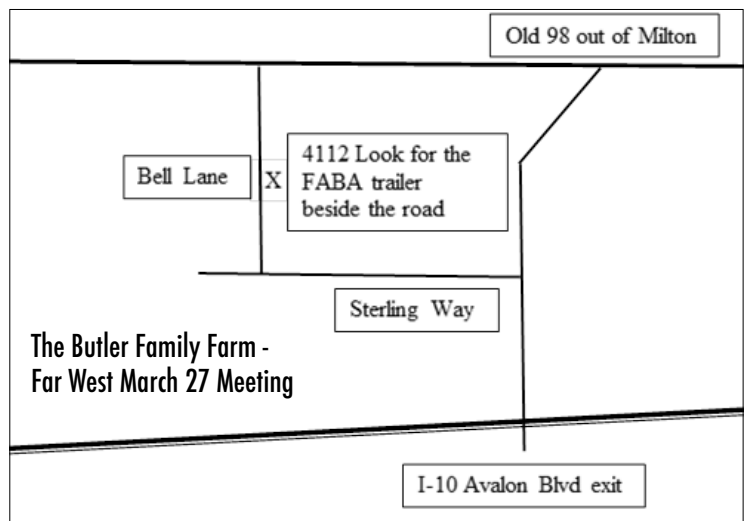 Old 98 out of Milton
Bell Lane
X
4112 Look for the
FABA trailer
beside the road
Sterling Way
The Butler Family Farm -
Far West March 27 Meeting
I-10 Avalon Blvd exit